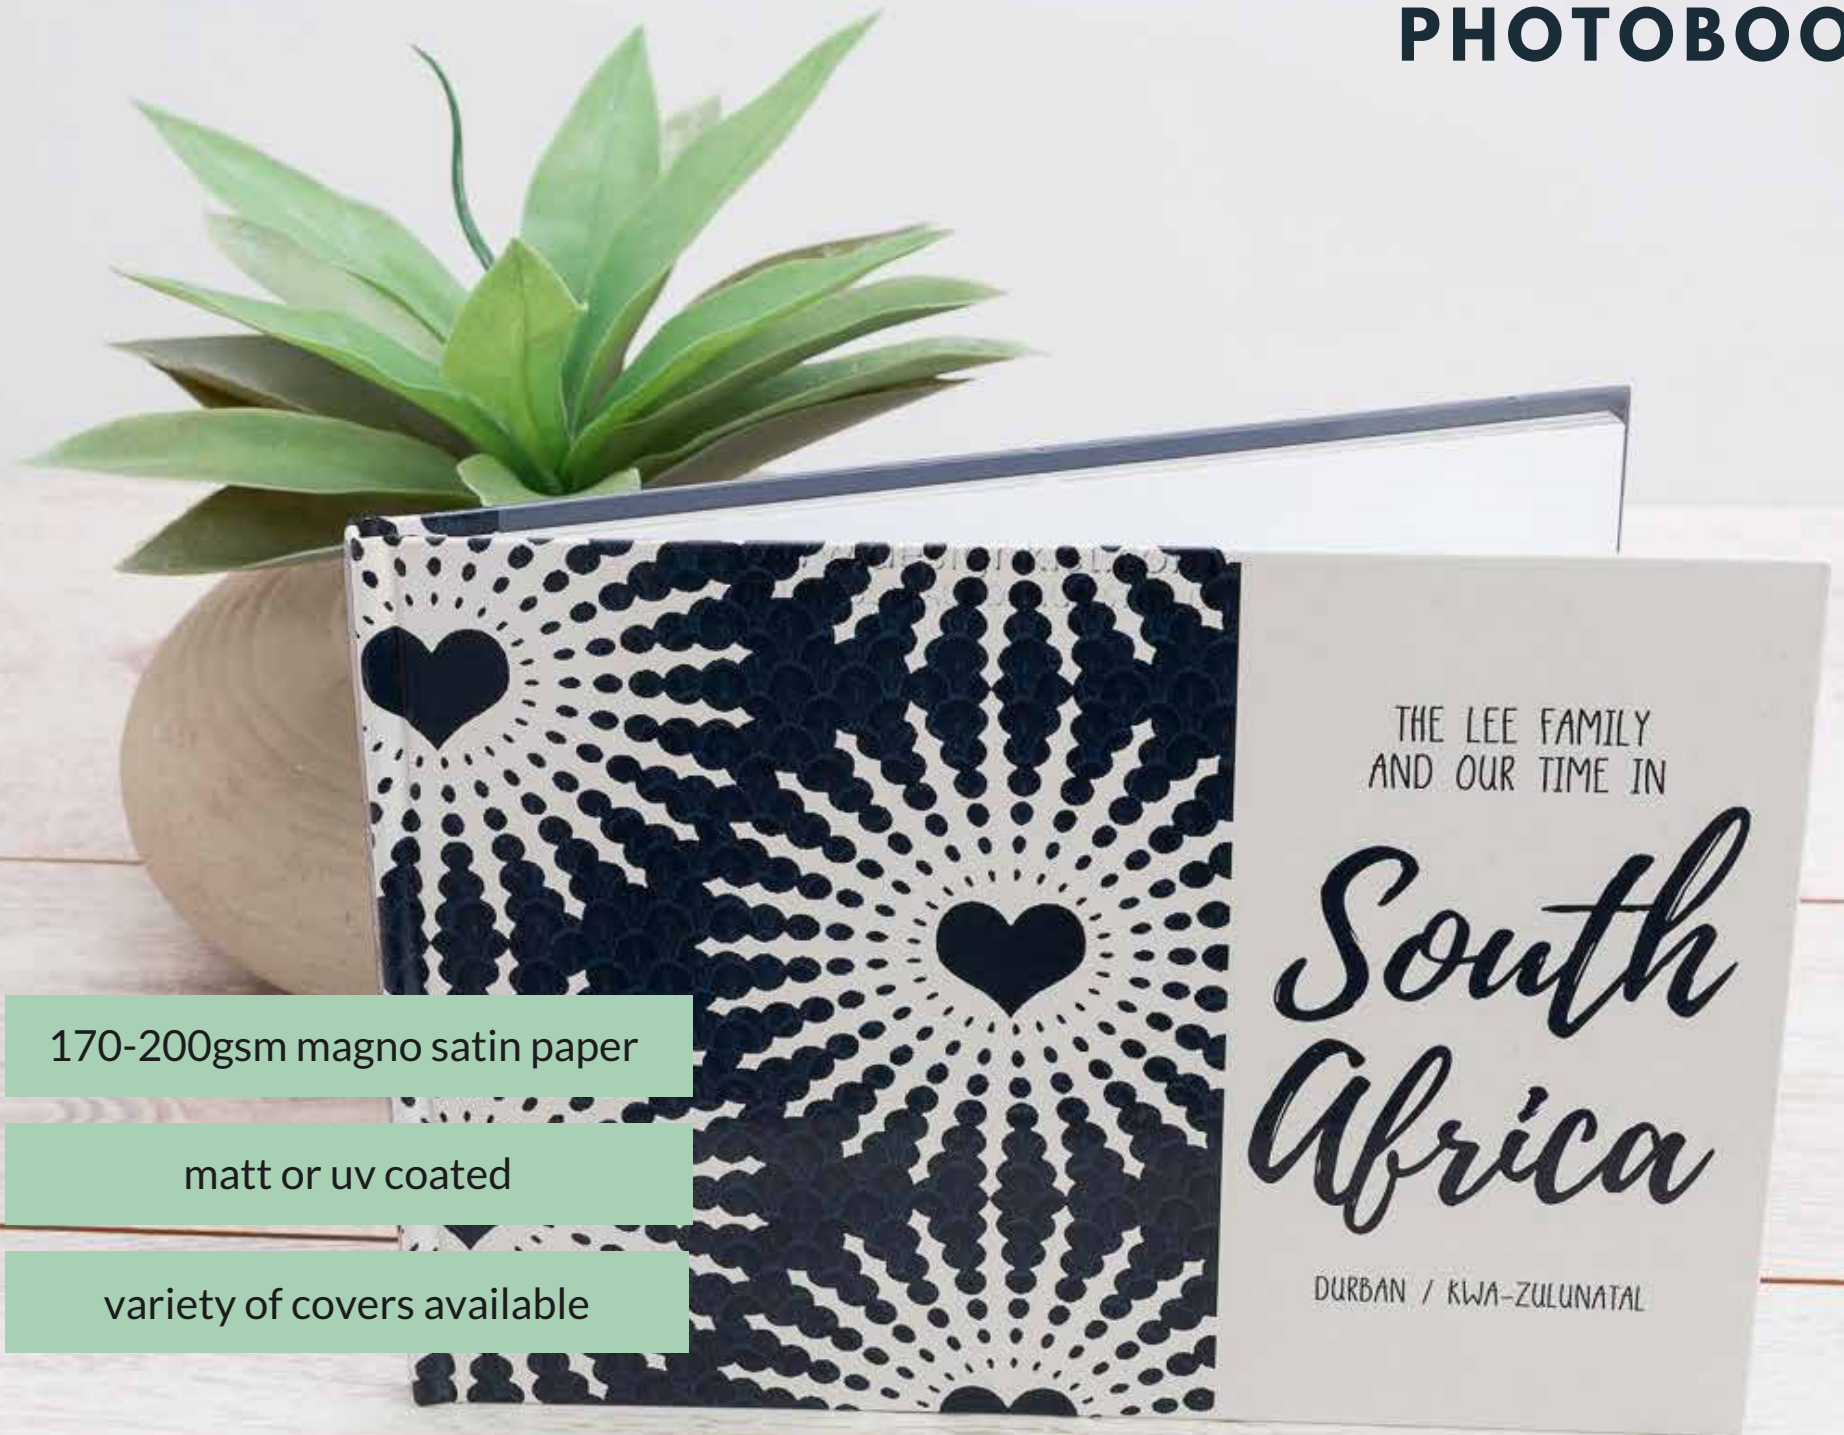 PHOTOBOO
THE LEE FAMILY
AND OUR TIME IN
South
Africa
DURBAN / KWA-ZULUNATAL
170-200gsm magno satin paper
matt or uv coated
variety of covers available